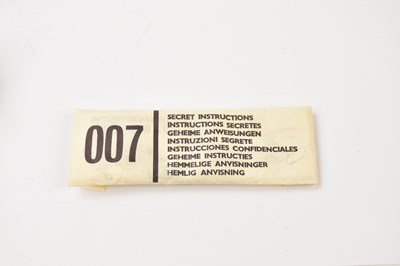 007
SECRET INSTRUCTIONS
INSTRUCTIONS SECRETES
GEHEIME ANWEISUNGEN
INSTRUZIONI SEGRETE
INSTRUCCIONES CONFIDENCIALES
GEHEIME INSTRUCTIES
HEMMELIGE ANVISNINGER
HEMLIG ANVISNING